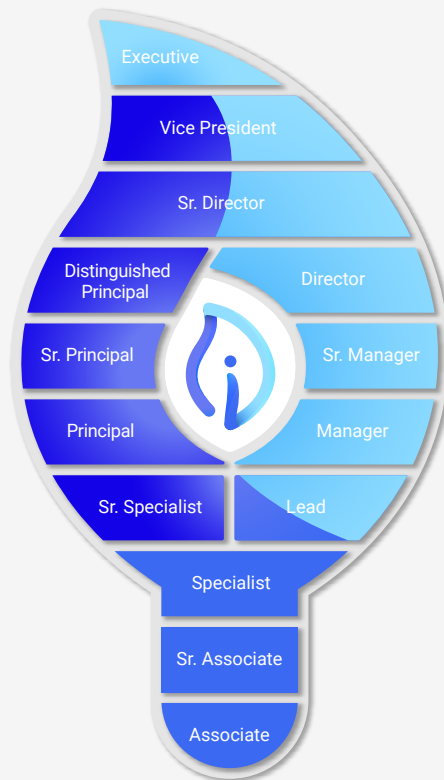 Executive
Vice President
Sr. Director
Distinguished
Principal
Director
Sr. Principal
Sr. Manager
Principal
Manager
Sr. Specialist
Lead
Specialist
Sr. Associate
Associate